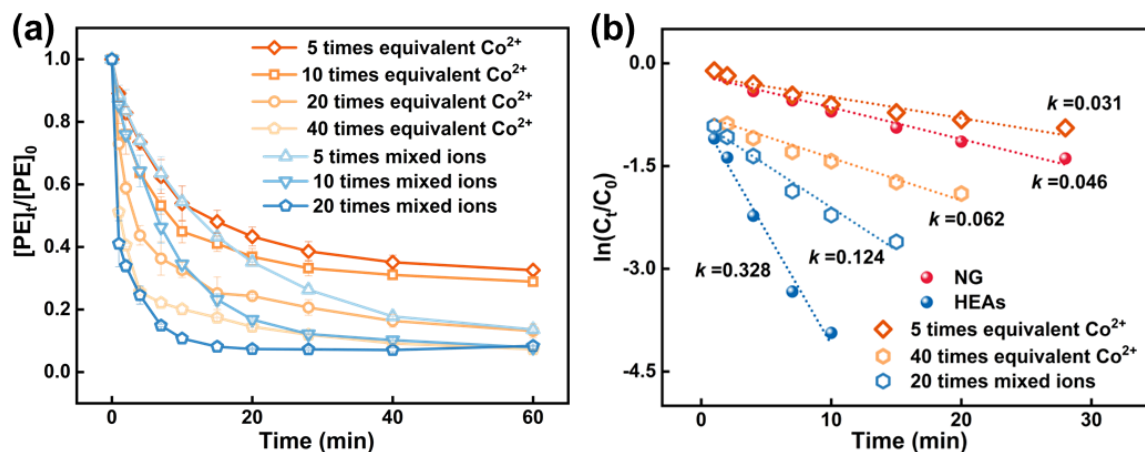 (a)
[PE]t/[PE]0
1.0
0.8
0.6
0.4
0.2
0.0
5 times equivalent Co²⁺
10 times equivalent Co²⁺
20 times equivalent Co²⁺
40 times equivalent Co²⁺
5 times mixed ions
10 times mixed ions
20 times mixed ions
0 20 40 60
Time (min)
(b)
ln(Ct/C0)
0.0
-1.5
-3.0
-4.5
k =0.031
k =0.046
k =0.062
k =0.124
k =0.328
NG
HEAs
5 times equivalent Co²⁺
40 times equivalent Co²⁺
20 times mixed ions
0 10 20 30
Time (min)